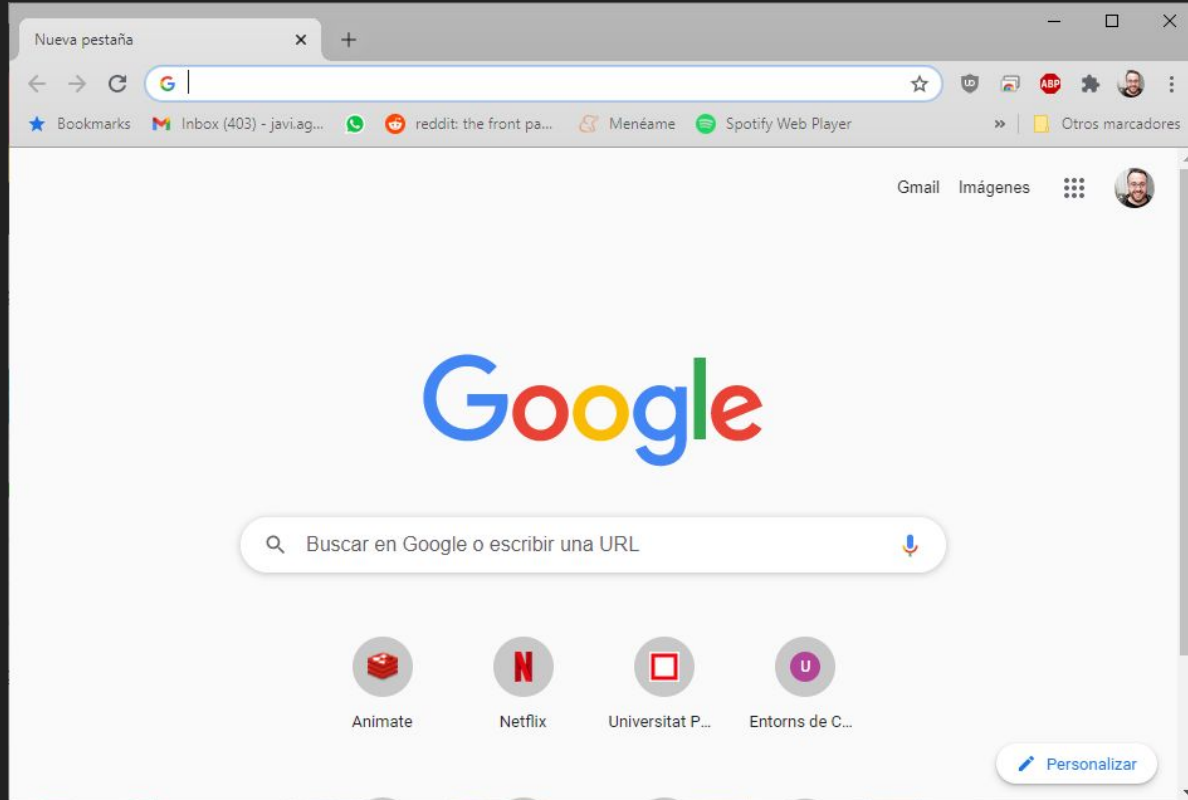 Nueva pestaña
Bookmarks Inbox (403) - javi.ag... reddit: the front pa... Menéame Spotify Web Player » Otros marcadores
Gmail Imágenes
Google
Buscar en Google o escribir una URL
Animate Netflix Universitat P... Entorns de C...
Personalizar